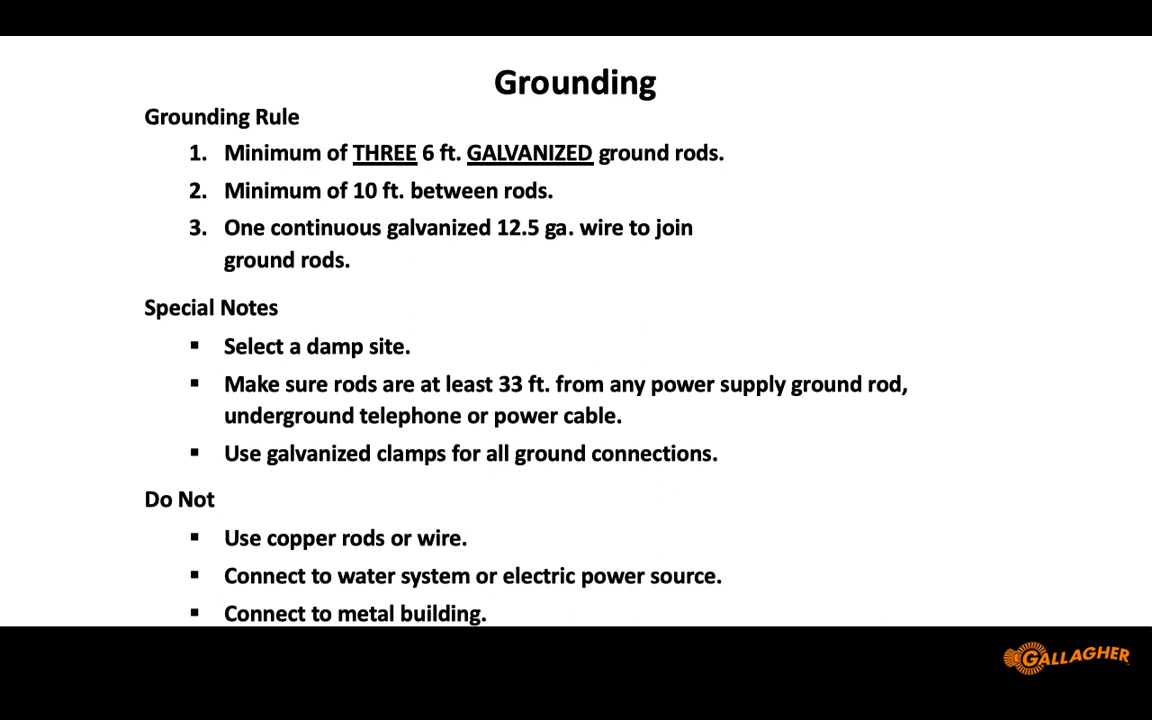 Grounding
Grounding Rule
1. Minimum of THREE 6 ft. GALVANIZED ground rods.
2. Minimum of 10 ft. between rods.
3. One continuous galvanized 12.5 ga. wire to join
ground rods.
Special Notes
▪ Select a damp site.
▪ Make sure rods are at least 33 ft. from any power supply ground rod,
underground telephone or power cable.
▪ Use galvanized clamps for all ground connections.
Do Not
▪ Use copper rods or wire.
▪ Connect to water system or electric power source.
▪ Connect to metal building.
GALLAGHER